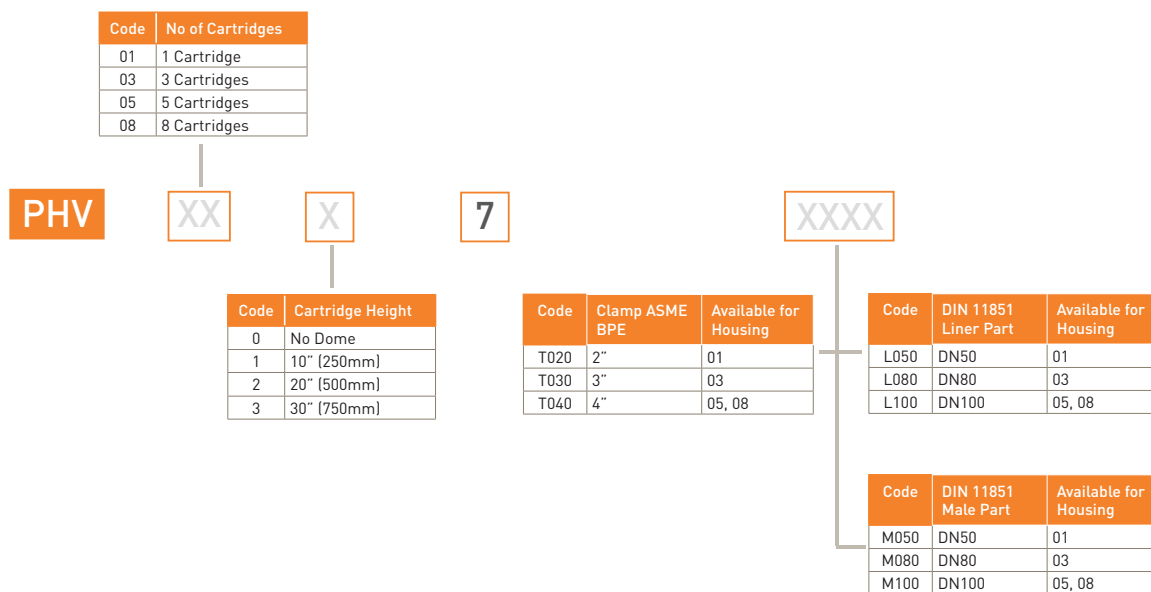 Code No of Cartridges
01 1 Cartridge
03 3 Cartridges
05 5 Cartridges
08 8 Cartridges
PHV XX X 7 XXXX
Code Cartridge Height
0 No Dome
1 10” (250mm)
2 20” (500mm)
3 30” (750mm)
Code Clamp ASME BPE Available for Housing
T020 2” 01
T030 3” 03
T040 4” 05, 08
Code DIN 11851 Liner Part Available for Housing
L050 DN50 01
L080 DN80 03
L100 DN100 05, 08
Code DIN 11851 Male Part Available for Housing
M050 DN50 01
M080 DN80 03
M100 DN100 05, 08